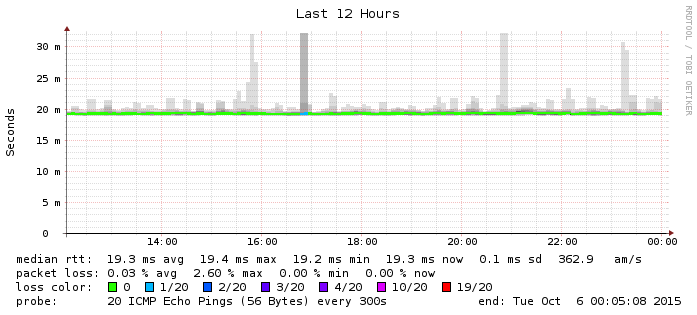 Last 12 Hours
RRDTOOL / TOBI OETIKER
Seconds
30 m
25 m
20 m
15 m
10 m
5 m
0
14:00 16:00 18:00 20:00 22:00 00:00
median rtt: 19.3 ms avg 19.4 ms max 19.2 ms min 19.3 ms now 0.1 ms sd 362.9 am/s
packet loss: 0.03 % avg 2.60 % max 0.00 % min 0.00 % now
loss color: 0 1/20 2/20 3/20 4/20 10/20 19/20
probe: 20 ICMP Echo Pings (56 Bytes) every 300s end: Tue Oct 6 00:05:08 2015